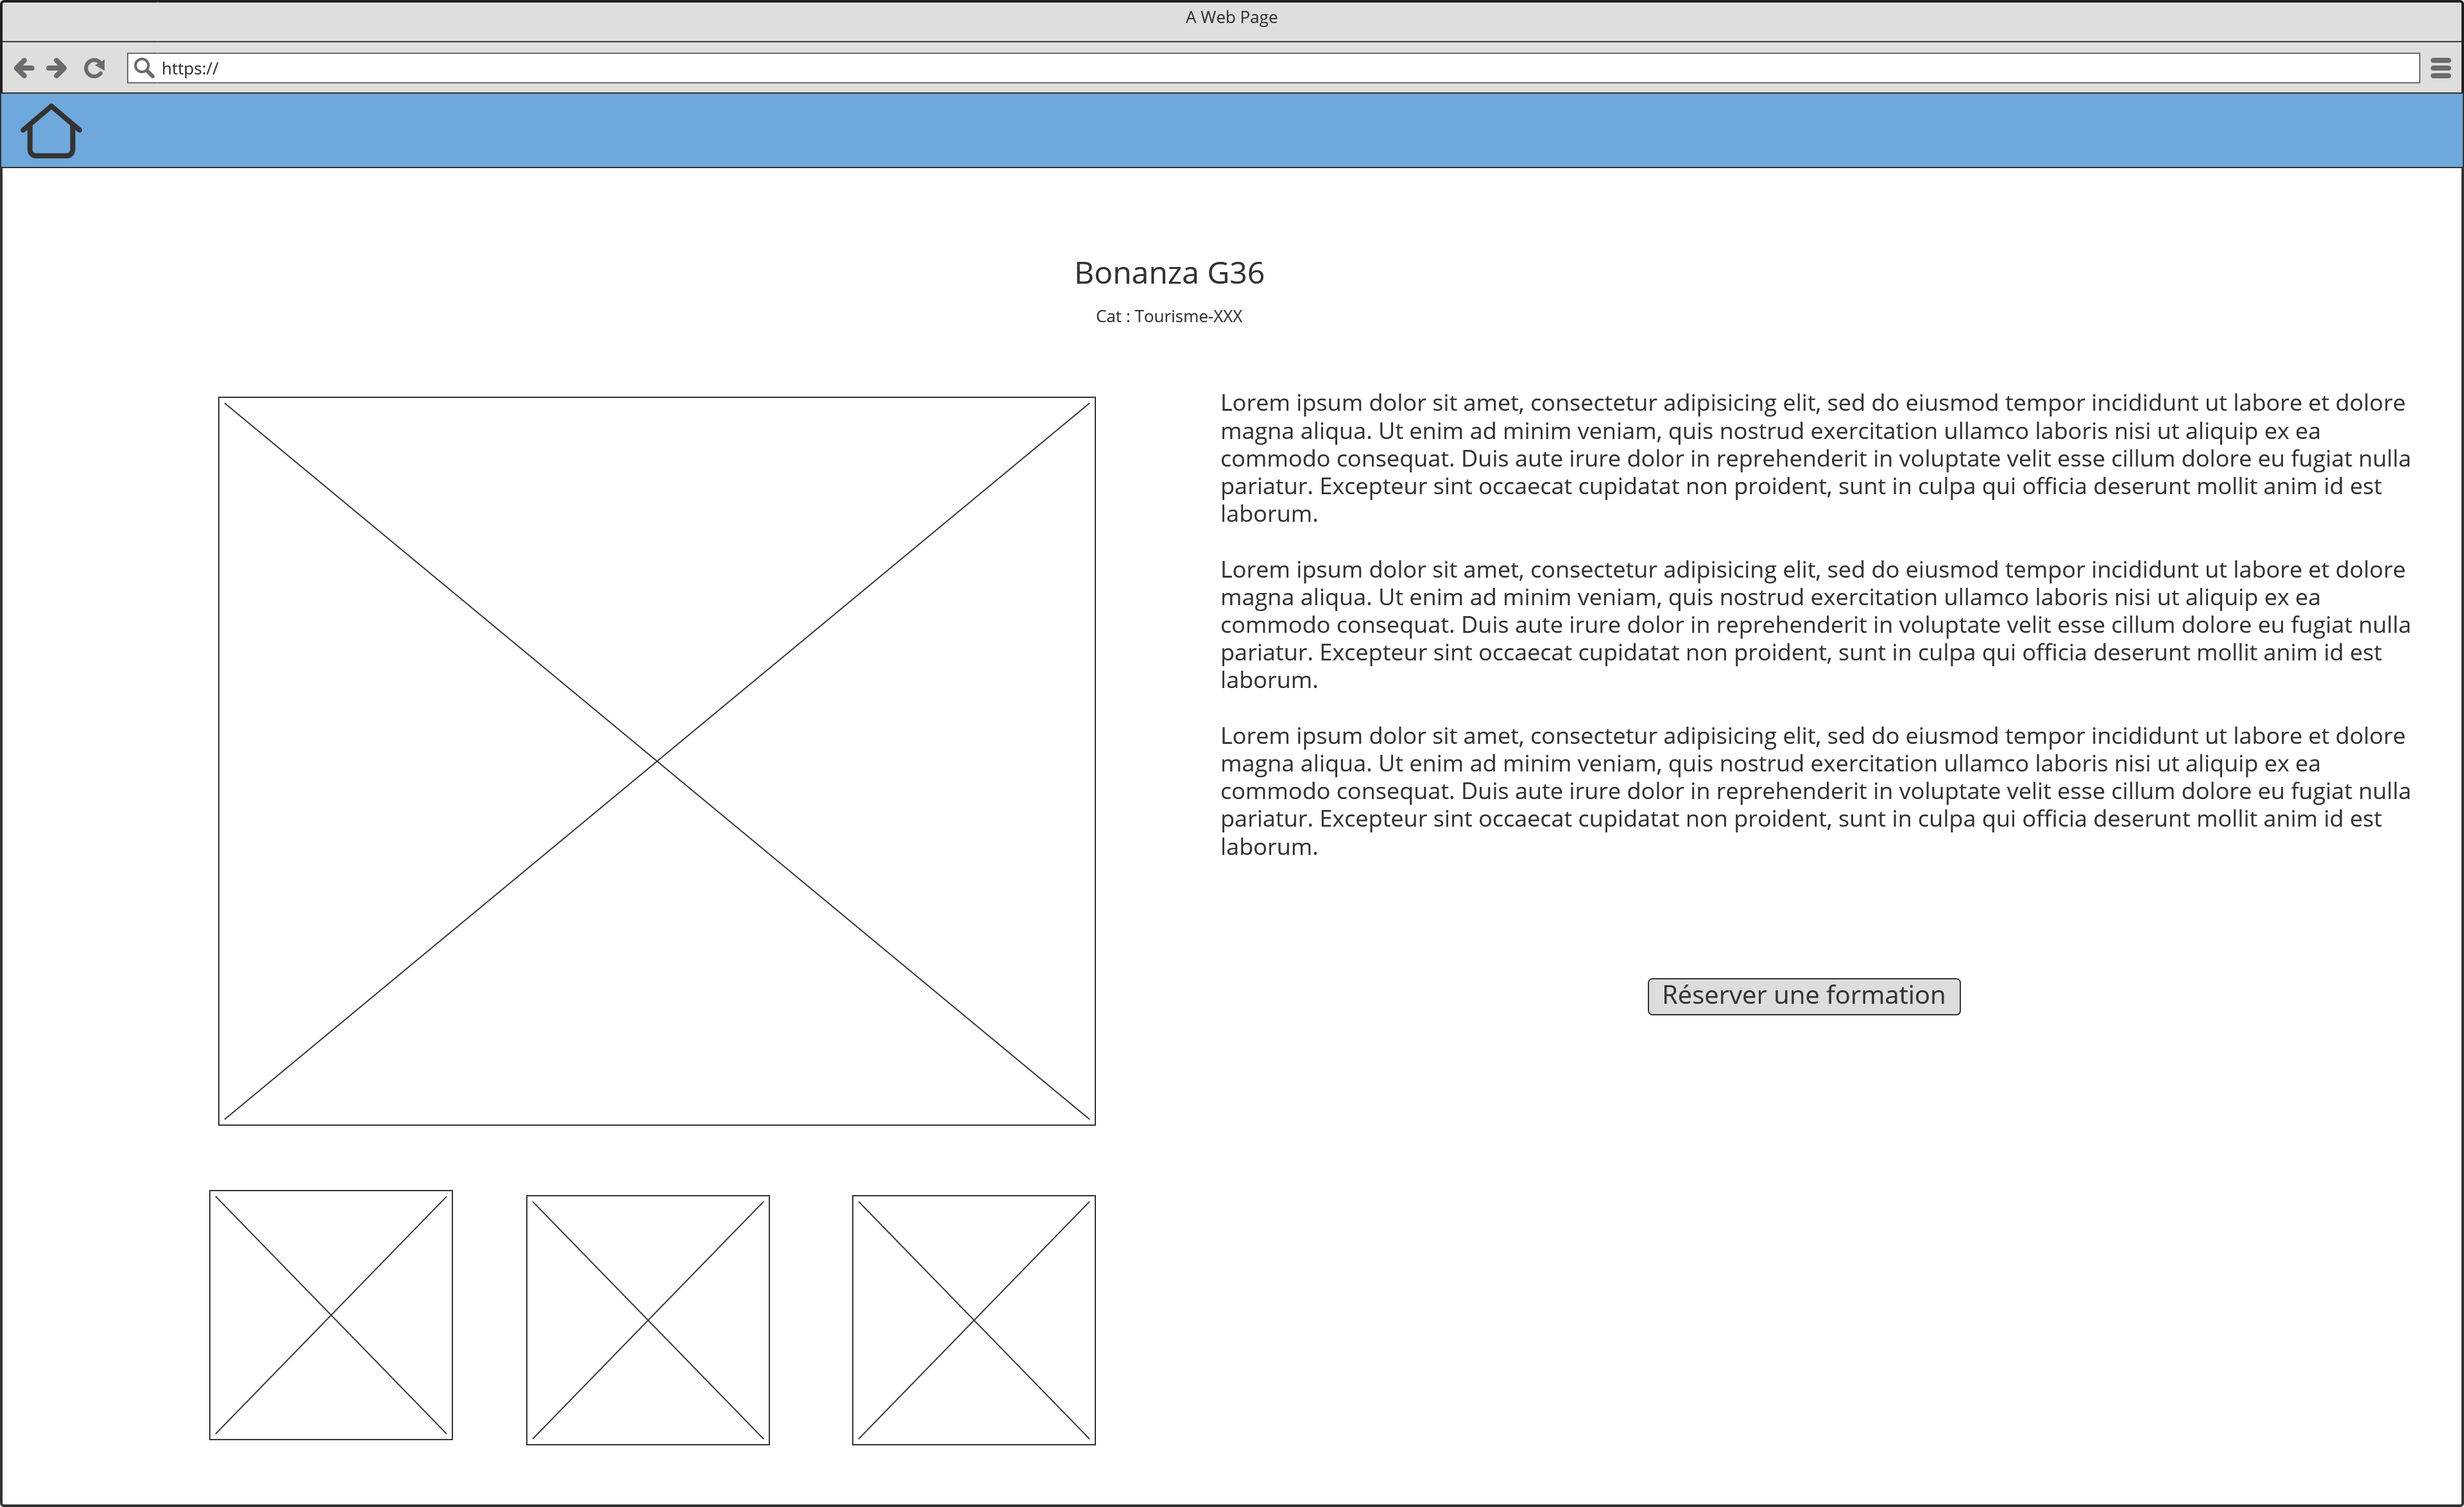 A Web Page
https://
Bonanza G36
Cat : Tourisme-XXX
Lorem ipsum dolor sit amet, consectetur adipisicing elit, sed do eiusmod tempor incididunt ut labore et dolore
magna aliqua. Ut enim ad minim veniam, quis nostrud exercitation ullamco laboris nisi ut aliquip ex ea
commodo consequat. Duis aute irure dolor in reprehenderit in voluptate velit esse cillum dolore eu fugiat nulla
pariatur. Excepteur sint occaecat cupidatat non proident, sunt in culpa qui officia deserunt mollit anim id est
laborum.
Lorem ipsum dolor sit amet, consectetur adipisicing elit, sed do eiusmod tempor incididunt ut labore et dolore
magna aliqua. Ut enim ad minim veniam, quis nostrud exercitation ullamco laboris nisi ut aliquip ex ea
commodo consequat. Duis aute irure dolor in reprehenderit in voluptate velit esse cillum dolore eu fugiat nulla
pariatur. Excepteur sint occaecat cupidatat non proident, sunt in culpa qui officia deserunt mollit anim id est
laborum.
Lorem ipsum dolor sit amet, consectetur adipisicing elit, sed do eiusmod tempor incididunt ut labore et dolore
magna aliqua. Ut enim ad minim veniam, quis nostrud exercitation ullamco laboris nisi ut aliquip ex ea
commodo consequat. Duis aute irure dolor in reprehenderit in voluptate velit esse cillum dolore eu fugiat nulla
pariatur. Excepteur sint occaecat cupidatat non proident, sunt in culpa qui officia deserunt mollit anim id est
laborum.
Réserver une formation